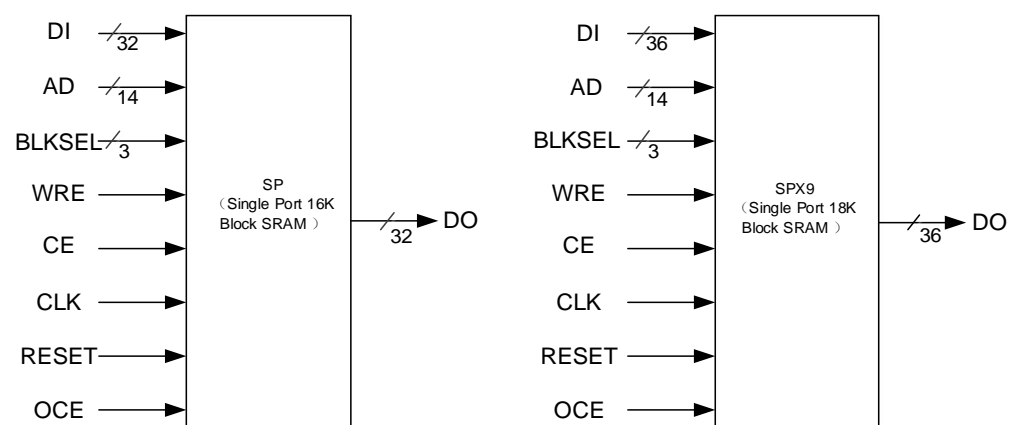 DI
32
AD
14
BLKSEL
3
WRE
CE
CLK
RESET
OCE
SP
（Single Port 16K
Block SRAM ）
32
DO
DI
36
AD
14
BLKSEL
3
WRE
CE
CLK
RESET
OCE
SPX9
（Single Port 18K
Block SRAM ）
36
DO